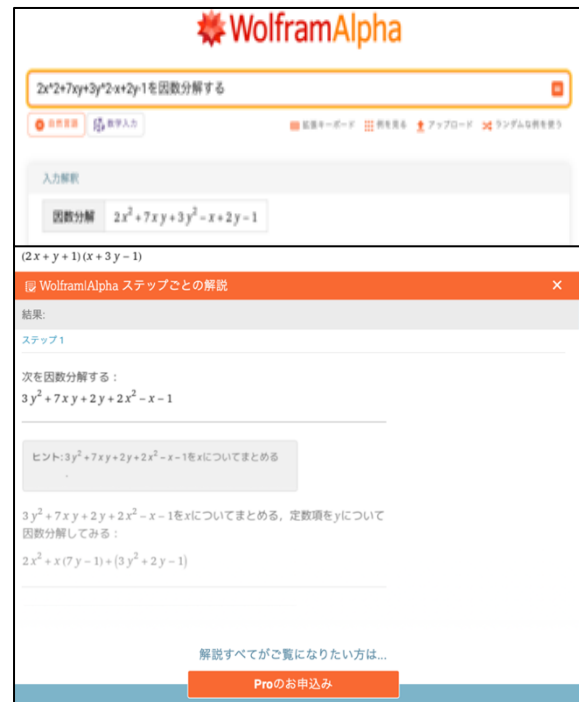 WolframAlpha
2x^2+7xy+3y^2-x+2y-1を因数分解する
自然言語 数学入力 拡張キーボード 例を見る アップロード ランダムな例を使う
入力解釈
因数分解 2x²+7xy+3y²−x+2y−1
(2x+y+1)(x+3y−1)
Wolfram|Alpha ステップごとの解説 ×
結果:
ステップ 1
次を因数分解する：
3y²+7xy+2y+2x²−x−1
ヒント:3y²+7xy+2y+2x²−x−1をxについてまとめる
.
3y²+7xy+2y+2x²−x−1をxについてまとめる，定数項をyについて
因数分解してみる：
2x²+x(7y−1)+(3y²+2y−1)
解説すべてがご覧になりたい方は...
Proのお申込み